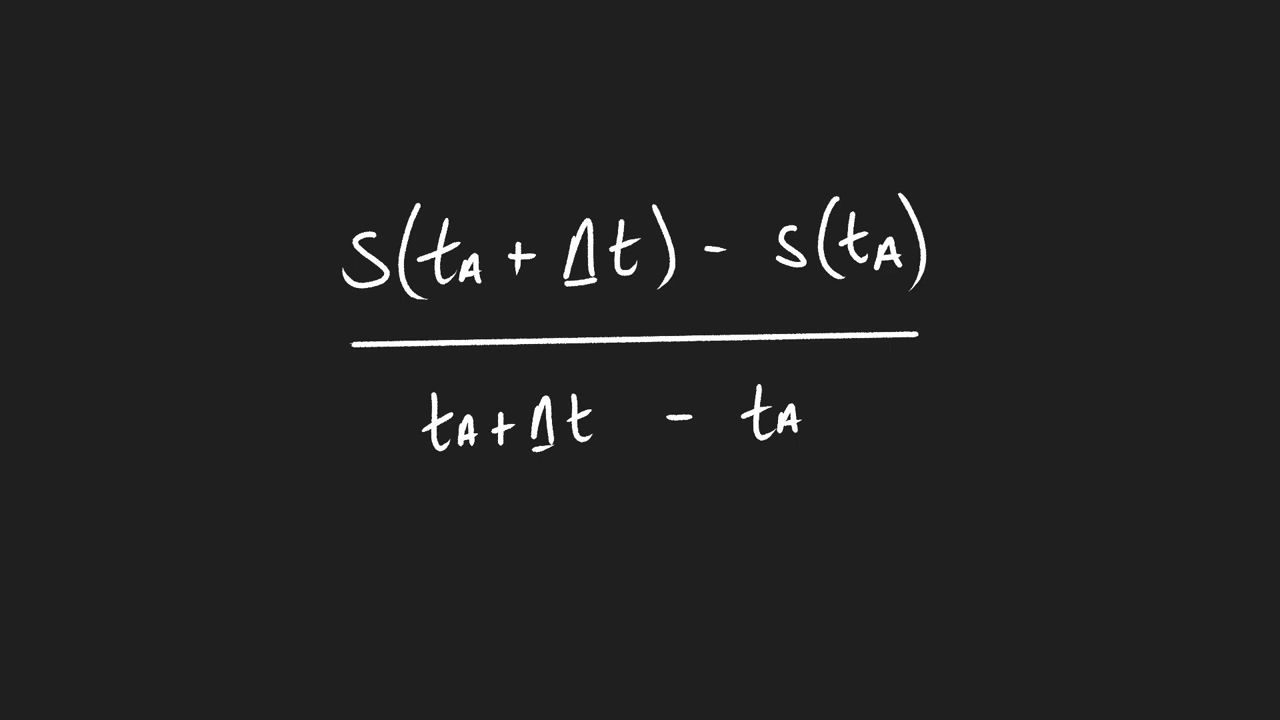 S(tA + Δt) - S(tA)
tA + Δt - tA